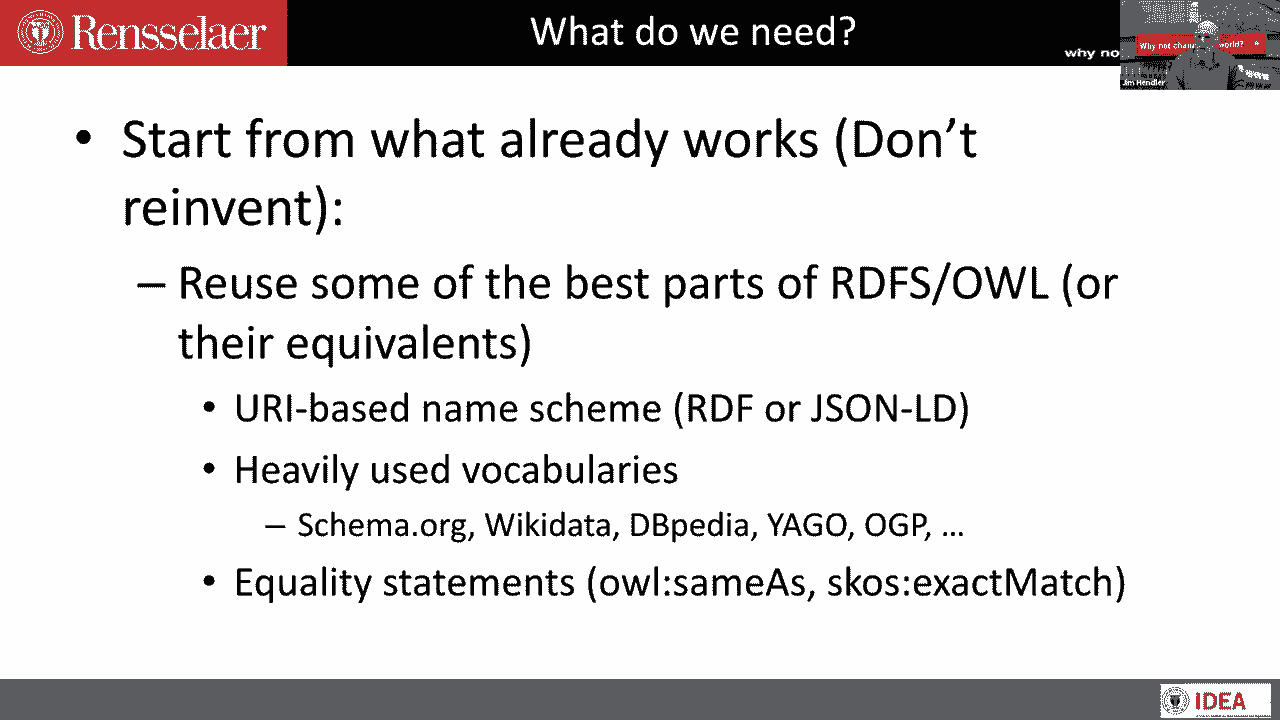 Rensselaer
What do we need?
why no
Why not chan world?
Jim Hendler
• Start from what already works (Don’t
reinvent):
– Reuse some of the best parts of RDFS/OWL (or
their equivalents)
• URI-based name scheme (RDF or JSON-LD)
• Heavily used vocabularies
– Schema.org, Wikidata, DBpedia, YAGO, OGP, …
• Equality statements (owl:sameAs, skos:exactMatch)
IDEA